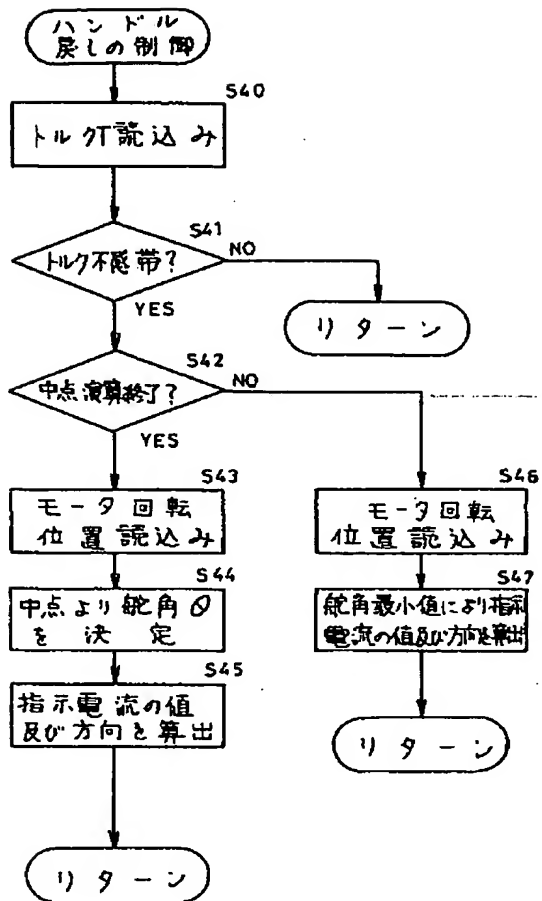 ハンドル
戻しの制御
S40
トルクT読込み
S41
トルク不感帯?
NO
YES
リターン
S42
中点演算終了?
NO
YES
S43
モータ回転
位置読込み
S46
モータ回転
位置読込み
S44
中点より舵角θ
を決定
S47
舵角最小値により指示
電流の値及び方向を算出
S45
指示電流の値
及び方向を算出
リターン
リターン